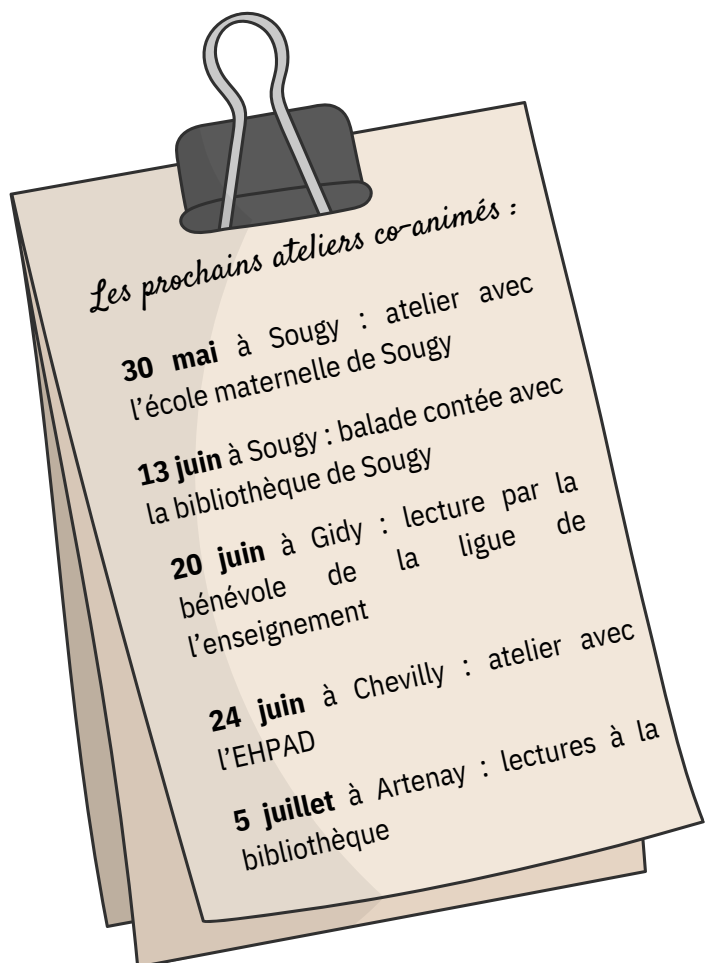 Les prochains ateliers co-animés :
30 mai à Sougy : atelier avec
l’école maternelle de Sougy
13 juin à Sougy : balade contée avec
la bibliothèque de Sougy
20 juin à Gidy : lecture par la
bénévole de la ligue de
l’enseignement
24 juin à Chevilly : atelier avec
l’EHPAD
5 juillet à Artenay : lectures à la
bibliothèque